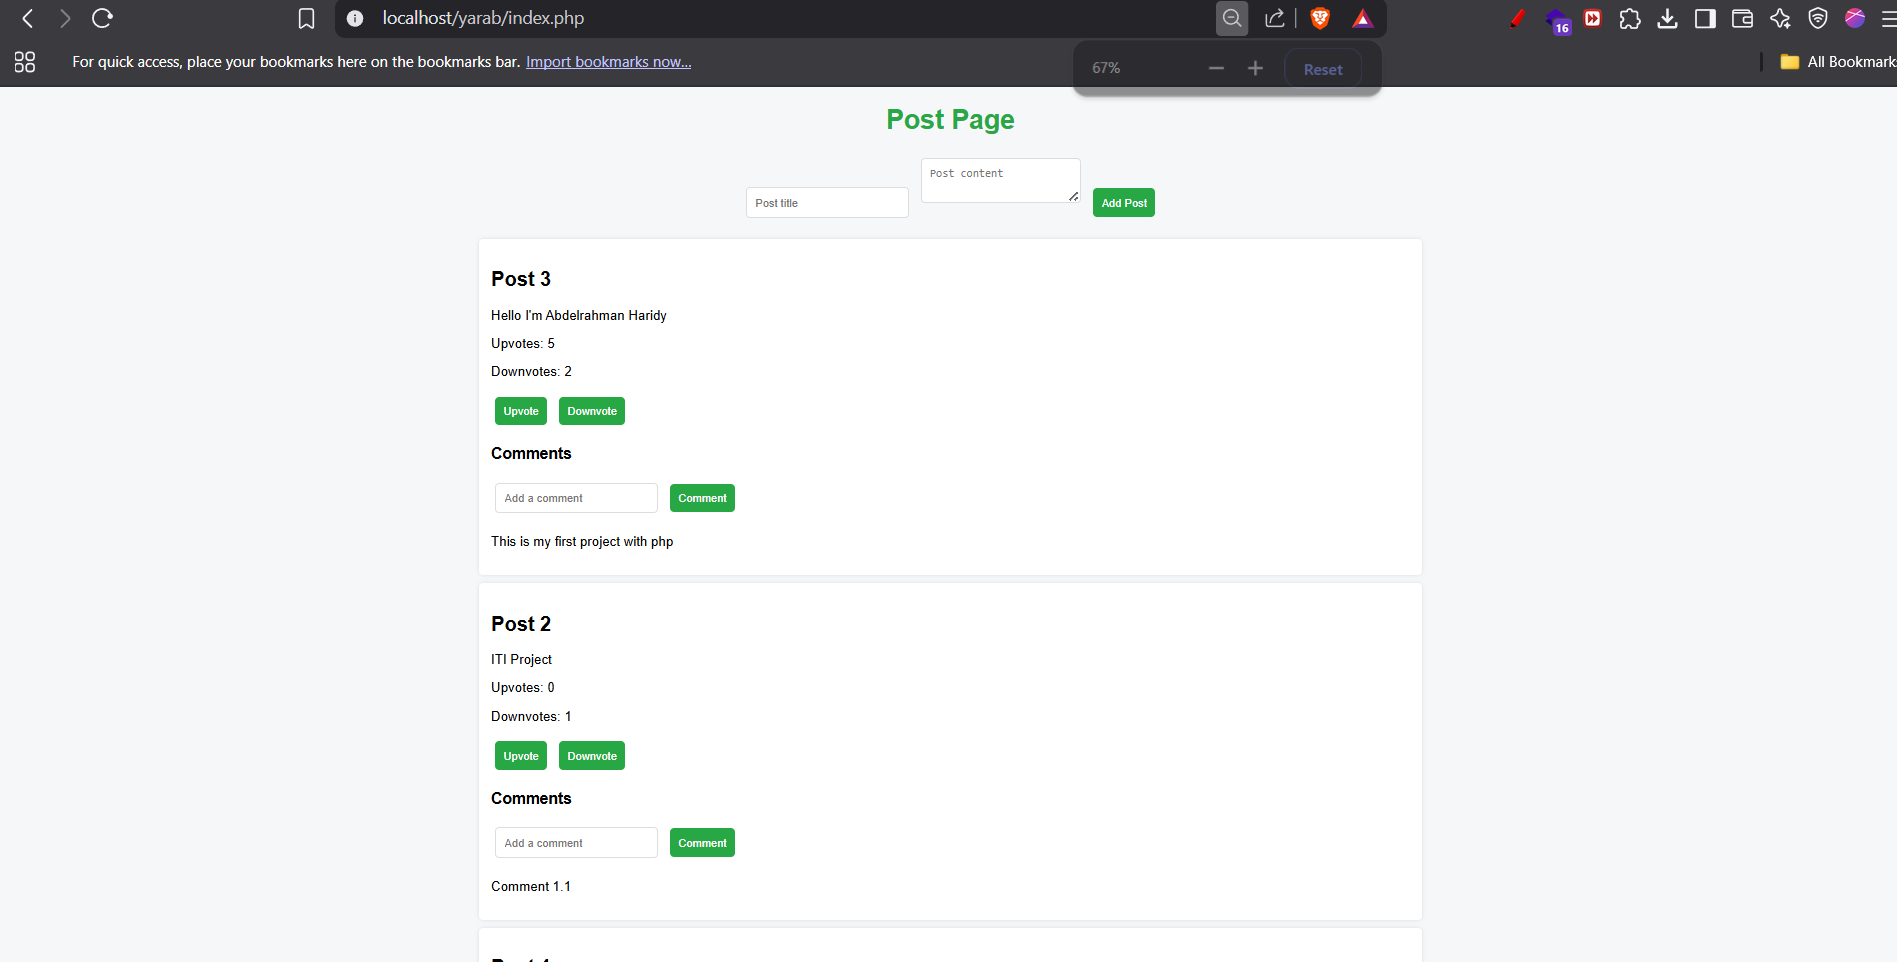 localhost/yarab/index.php
16
For quick access, place your bookmarks here on the bookmarks bar. Import bookmarks now...
67%
Reset
All Bookmarks
Post Page
Post title
Post content
Add Post
Post 3
Hello I'm Abdelrahman Haridy
Upvotes: 5
Downvotes: 2
Upvote Downvote
Comments
Add a comment Comment
This is my first project with php
Post 2
ITI Project
Upvotes: 0
Downvotes: 1
Upvote Downvote
Comments
Add a comment Comment
Comment 1.1